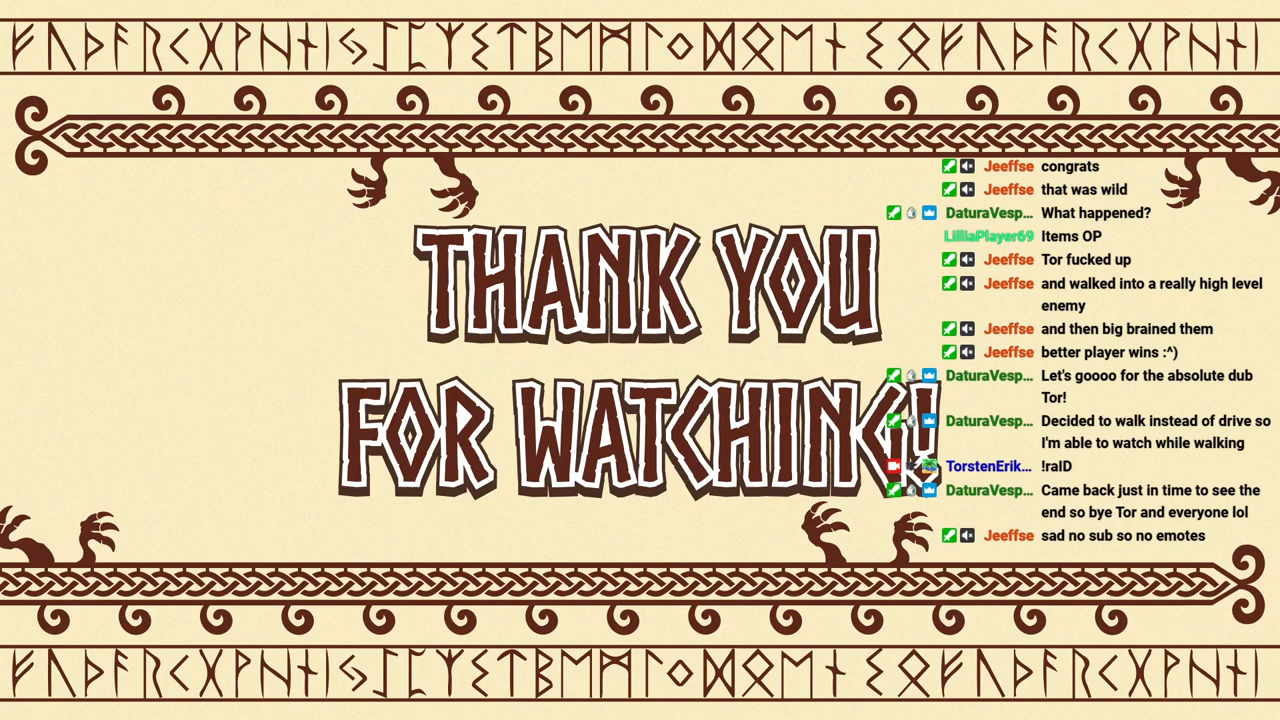 ᚠᚢᚦᚨᚱᚲᚷᚹᚺᚾᛁᛃᛇᛈᛉᛊᛏᛒᛖᛗᛚᛜᛞᛟᛖᚾᛊᛟᚠᚢᚦᚨᚱᚲᚷᚹᚺᚾᛁ
THANK YOU
FOR WATCHING!
Jeeffse congrats
Jeeffse that was wild
DaturaVesp... What happened?
LilliaPlayer69 Items OP
Jeeffse Tor fucked up
Jeeffse and walked into a really high level
enemy
Jeeffse and then big brained them
Jeeffse better player wins :^)
DaturaVesp... Let's goooo for the absolute dub
Tor!
DaturaVesp... Decided to walk instead of drive so
I'm able to watch while walking
TorstenErik... !raID
DaturaVesp... Came back just in time to see the
end so bye Tor and everyone lol
Jeeffse sad no sub so no emotes
ᚠᚢᚦᚨᚱᚲᚷᚹᚺᚾᛁᛃᛇᛈᛉᛊᛏᛒᛖᛗᛚᛜᛞᛟᛖᚾᛊᛟᚠᚢᚦᚨᚱᚲᚷᚹᚺᚾᛁ